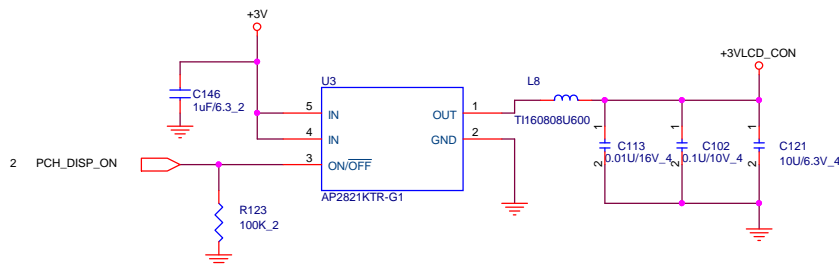 +3V
+3VLCD_CON
U3
L8
C146
1uF/6.3_2
5
IN
OUT
1
TI160808U600
4
IN
GND
2
1
1
1
C113
0.01U/16V_4
C102
0.1U/10V_4
C121
10U/6.3V_4
2
2
2
2 PCH_DISP_ON
3
ON/OFF
AP2821KTR-G1
R123
100K_2